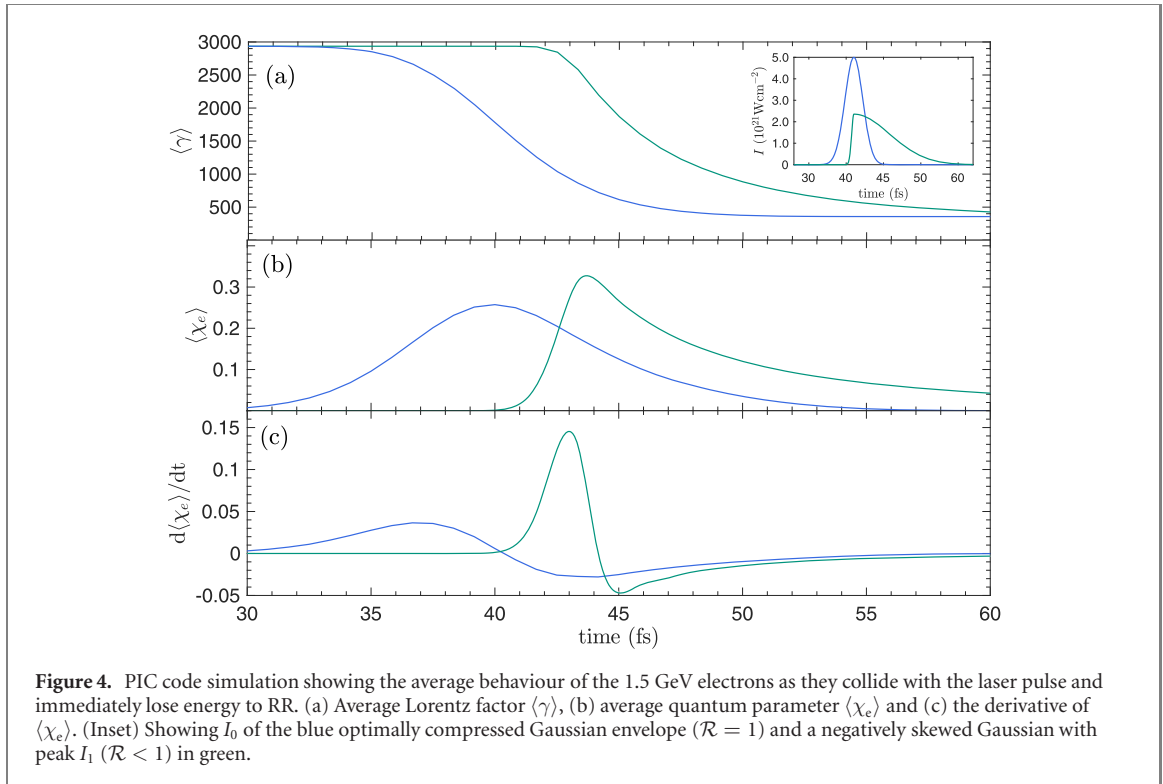 3000
2500
2000
1500
1000
500
⟨γ⟩
(a)
5.0
4.0
3.0
2.0
1.0
0
I (10²¹Wcm⁻²)
30 36 40 45 50 60
time (fs)
0.3
0.2
0.1
⟨χₑ⟩
(b)
0.15
0.1
0.05
0
-0.05
d⟨χₑ⟩/dt
(c)
30 35 40 45 50 55 60
time (fs)
Figure 4. PIC code simulation showing the average behaviour of the 1.5 GeV electrons as they collide with the laser pulse and
immediately lose energy to RR. (a) Average Lorentz factor ⟨γ⟩, (b) average quantum parameter ⟨χₑ⟩ and (c) the derivative of
⟨χₑ⟩. (Inset) Showing I₀ of the blue optimally compressed Gaussian envelope (ℛ = 1) and a negatively skewed Gaussian with
peak I₁ (ℛ < 1) in green.